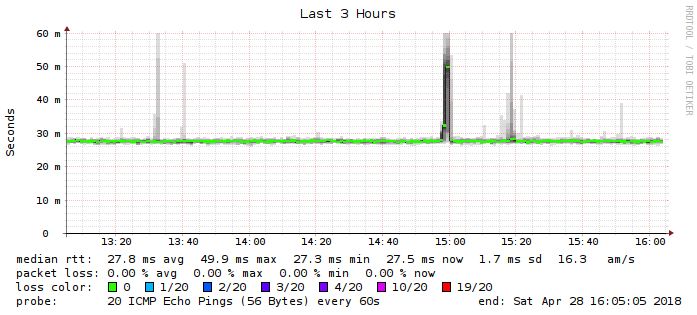 Last 3 Hours
RRDTOOL / TOBI OETIKER
Seconds
60 m
50 m
40 m
30 m
20 m
10 m
0
13:20 13:40 14:00 14:20 14:40 15:00 15:20 15:40 16:00
median rtt: 27.8 ms avg 49.9 ms max 27.3 ms min 27.5 ms now 1.7 ms sd 16.3 am/s
packet loss: 0.00 % avg 0.00 % max 0.00 % min 0.00 % now
loss color: 0 1/20 2/20 3/20 4/20 10/20 19/20
probe: 20 ICMP Echo Pings (56 Bytes) every 60s end: Sat Apr 28 16:05:05 2018